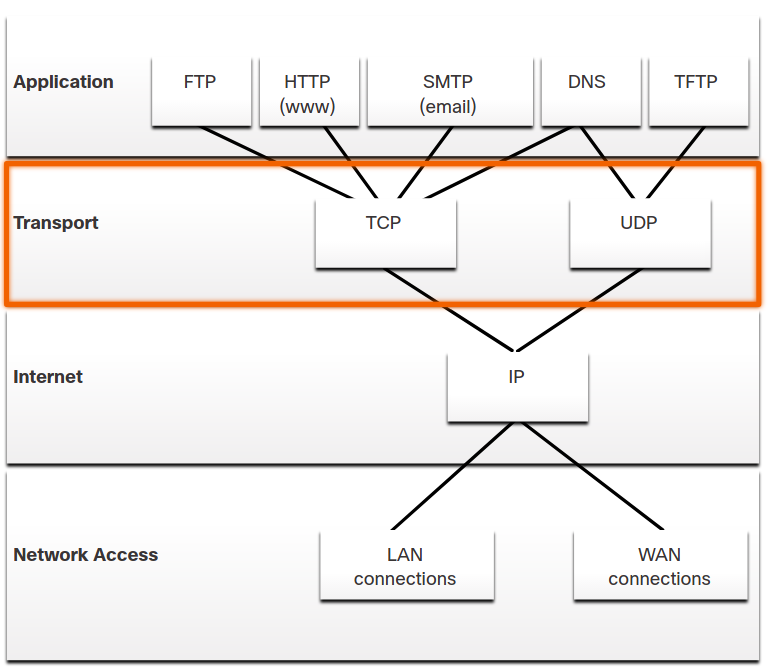 Application
FTP
HTTP
(www)
SMTP
(email)
DNS
TFTP
Transport
TCP
UDP
Internet
IP
Network Access
LAN
connections
WAN
connections